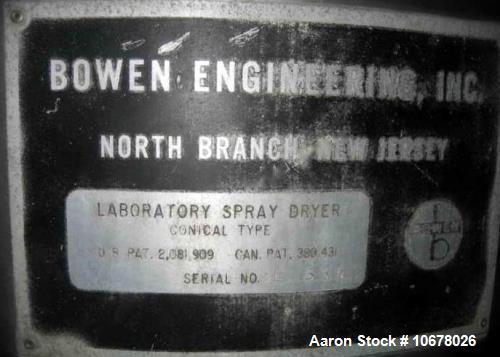 BOWEN ENGINEERING, INC.
NORTH BRANCH, NEW JERSEY
LABORATORY SPRAY DRYER
CONICAL TYPE
U.S. PAT. 2,081,909 CAN. PAT. 380,431
SERIAL NO.
b
Aaron Stock # 10678026